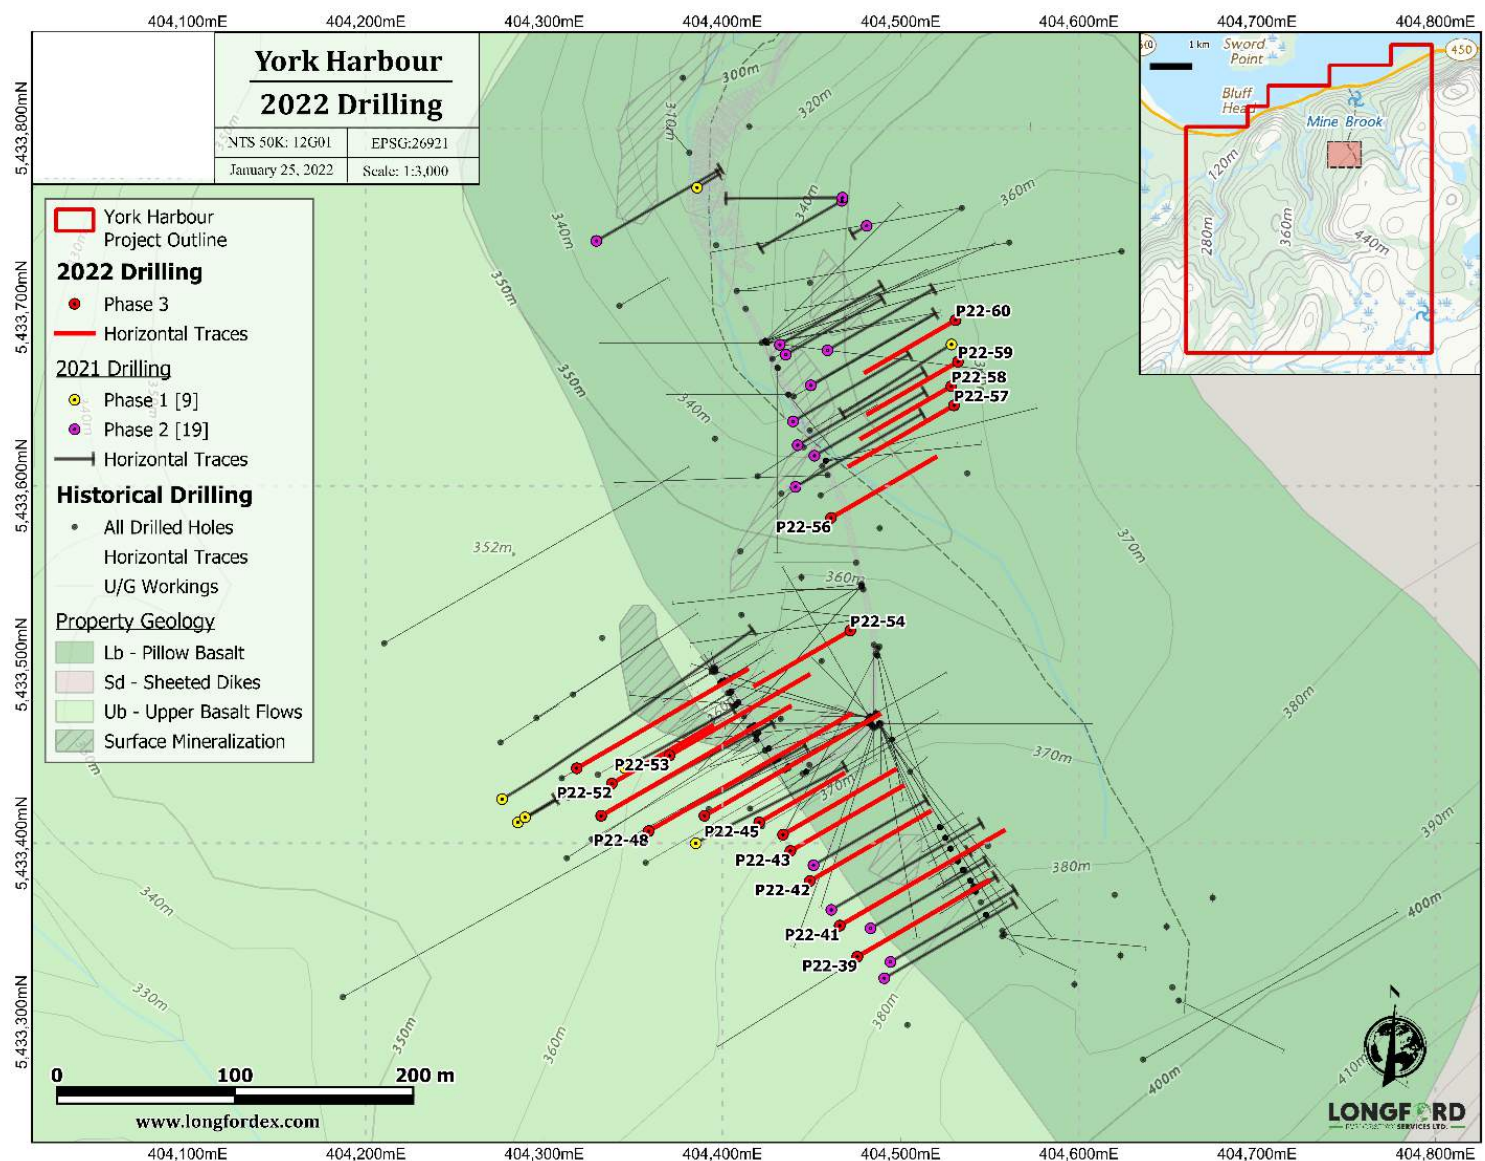 404,100mE 404,200mE 404,300mE 404,400mE 404,500mE 404,600mE 404,700mE 404,800mE
York Harbour
2022 Drilling
NTS 50K: 12G01 EPSG:26921
January 25, 2022 Scale: 1:3,000
5,433,800mN
5,433,700mN
5,433,600mN
5,433,500mN
5,433,400mN
5,433,300mN
York Harbour
Project Outline
2022 Drilling
Phase 3
Horizontal Traces
2021 Drilling
Phase 1 [9]
Phase 2 [19]
Horizontal Traces
Historical Drilling
All Drilled Holes
Horizontal Traces
U/G Workings
Property Geology
Lb - Pillow Basalt
Sd - Sheeted Dikes
Ub - Upper Basalt Flows
Surface Mineralization
1 km
Sword
Point
450
Bluff
Head
Mine Brook
120m
280m
360m
440m
300m
310m
320m
340m
340m
360m
350m
350m
340m
352m
360m
370m
370m
370m
380m
380m
380m
390m
400m
400m
410m
340m
330m
350m
360m
P22-60
P22-59
P22-58
P22-57
P22-56
P22-54
P22-53
P22-52
P22-48
P22-45
P22-43
P22-42
P22-41
P22-39
0 100 200 m
www.longfordex.com
LONGFORD
SERVICES LTD.
404,100mE 404,200mE 404,300mE 404,400mE 404,500mE 404,600mE 404,700mE 404,800mE